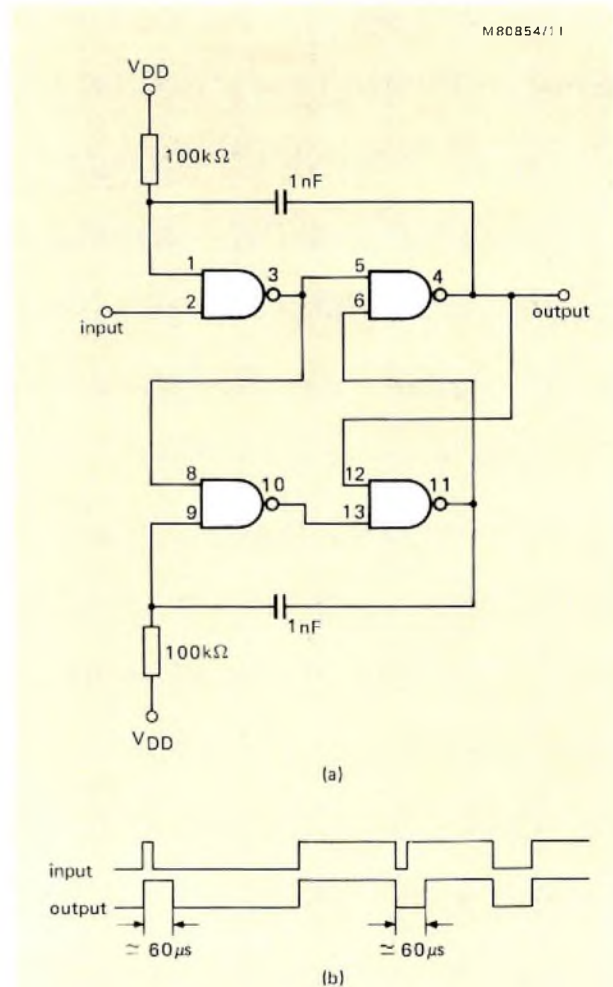 M80854/11
VDD
100kΩ
1nF
1
2
3
5
6
4
input
output
8
9
10
12
13
11
1nF
100kΩ
VDD
(a)
input
output
≃ 60μs
≃ 60μs
(b)